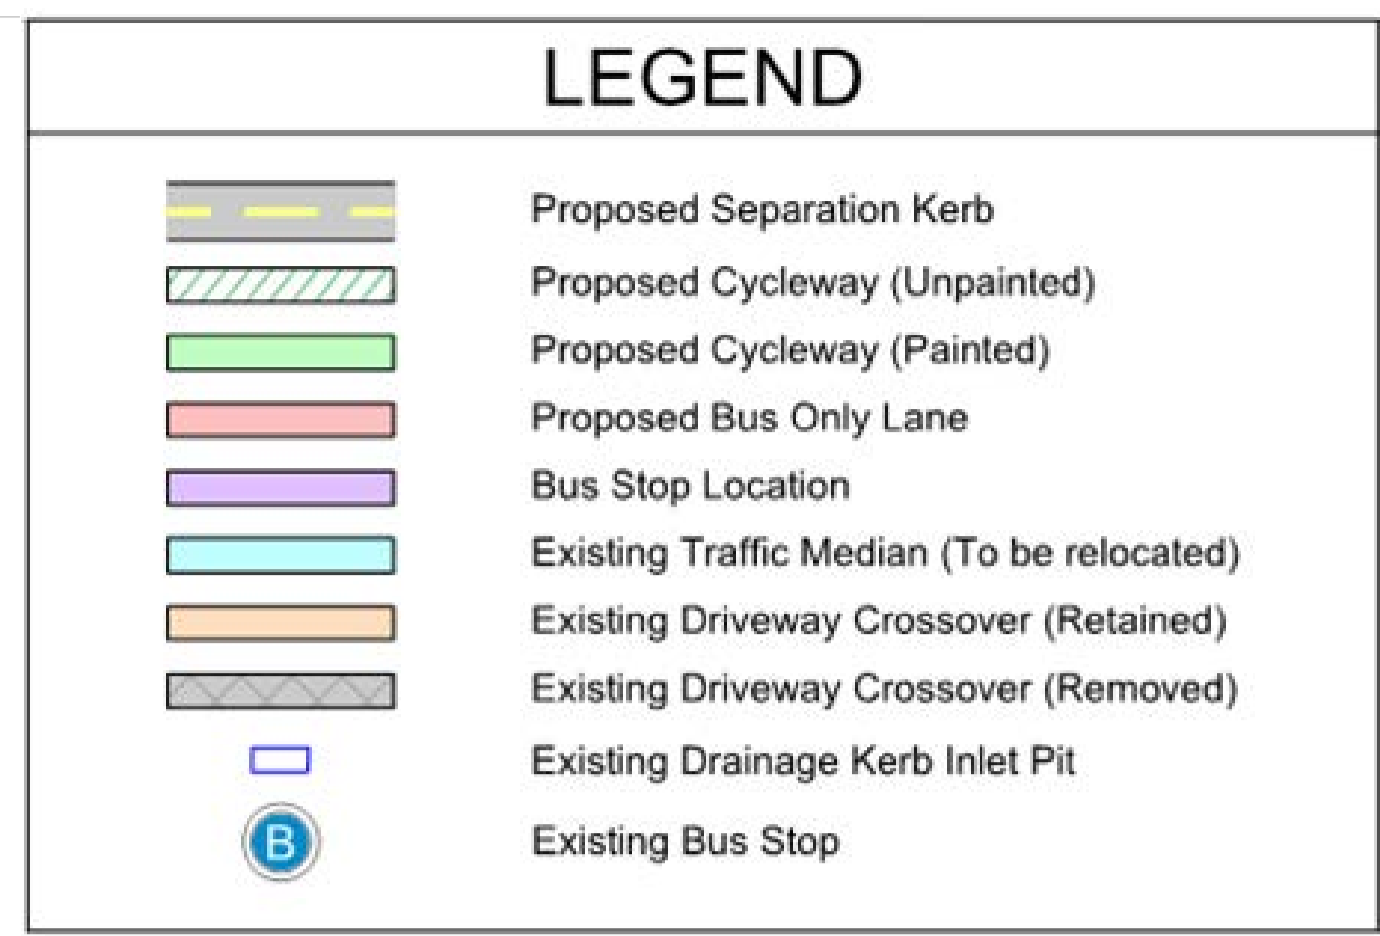 LEGEND
Proposed Separation Kerb
Proposed Cycleway (Unpainted)
Proposed Cycleway (Painted)
Proposed Bus Only Lane
Bus Stop Location
Existing Traffic Median (To be relocated)
Existing Driveway Crossover (Retained)
Existing Driveway Crossover (Removed)
Existing Drainage Kerb Inlet Pit
B Existing Bus Stop